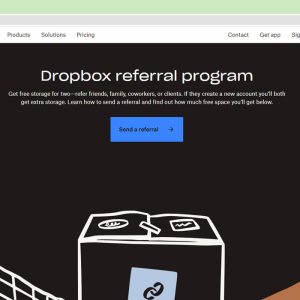 Products Solutions Pricing Contact Get app Sig
Dropbox referral program
Get free storage for two—refer friends, family, coworkers, or clients. If they create a new account you'll both
get extra storage. Learn how to send a referral and find out how much free space you'll get below.
Send a referral